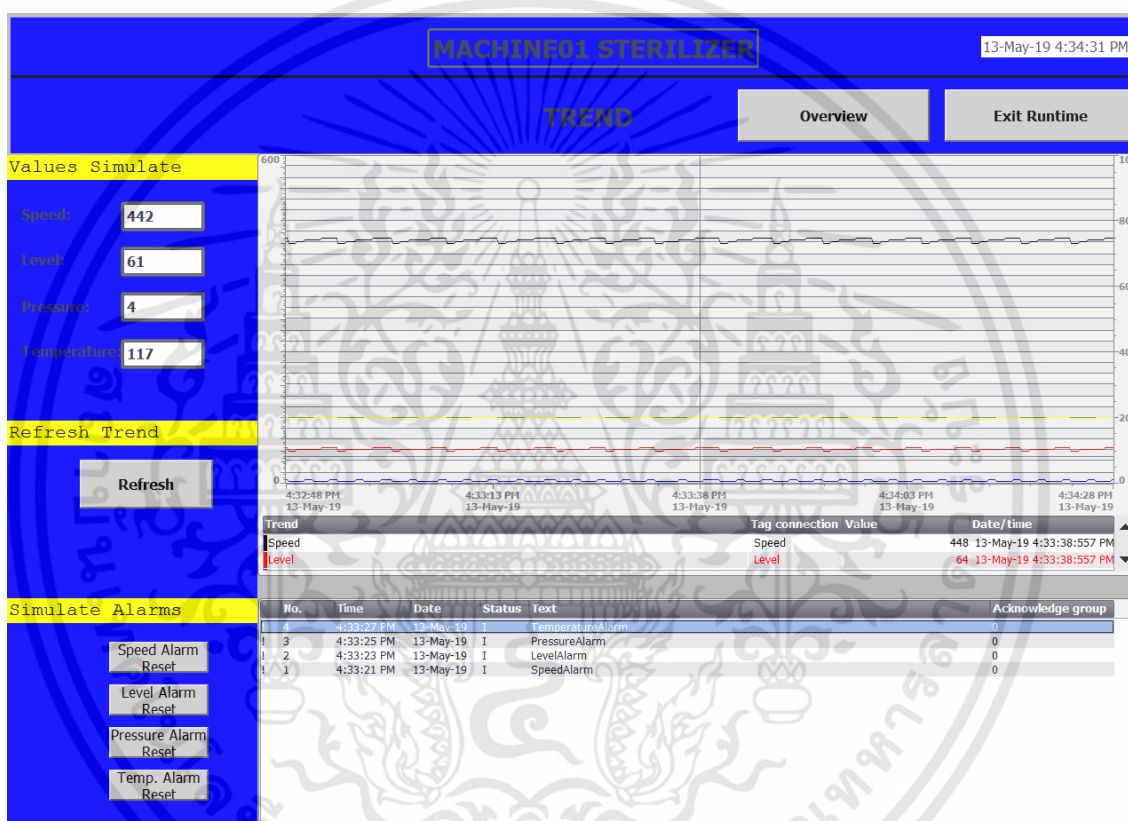 MACHINE01 STERILIZER
13-May-19 4:34:31 PM
TREND
Overview
Exit Runtime
Values Simulate
Speed: 442
Level: 61
Pressure: 4
Temperature: 117
Refresh Trend
Refresh
600
0
80
60
40
20
0
4:32:48 PM 4:33:13 PM 4:33:38 PM 4:34:03 PM 4:34:28 PM
13-May-19 13-May-19 13-May-19 13-May-19 13-May-19
Trend Tag connection Value Date/time
Speed Speed 448 13-May-19 4:33:38:557 PM
Level Level 64 13-May-19 4:33:38:557 PM
Simulate Alarms
Speed Alarm
Reset
Level Alarm
Reset
Pressure Alarm
Reset
Temp. Alarm
Reset
No. Time Date Status Text Acknowledge group
! 4 4:33:27 PM 13-May-19 I TemperatureAlarm 0
! 3 4:33:25 PM 13-May-19 I PressureAlarm 0
! 2 4:33:23 PM 13-May-19 I LevelAlarm 0
! 1 4:33:21 PM 13-May-19 I SpeedAlarm 0